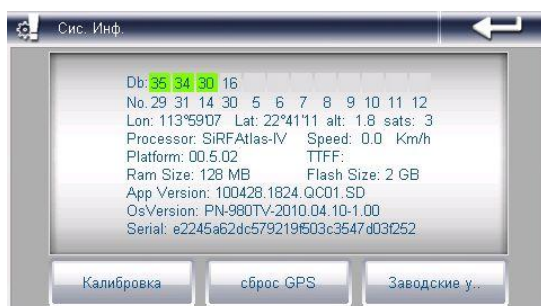 Сис. Инф.
Db: 35 34 30 16
No. 29 31 14 30 5 6 7 8 9 10 11 12
Lon: 113°59'07 Lat: 22°41'11 alt: 1.8 sats: 3
Processor: SiRFAtlas-IV Speed: 0.0 Km/h
Platform: 00.5.02 TTFF:
Ram Size: 128 MB Flash Size: 2 GB
App Version: 100428.1824.QC01.SD
OsVersion: PN-980TV-2010.04.10-1.00
Serial: e2245a62dc579219f503c3547d03f252
Калибровка сброс GPS Заводские у..